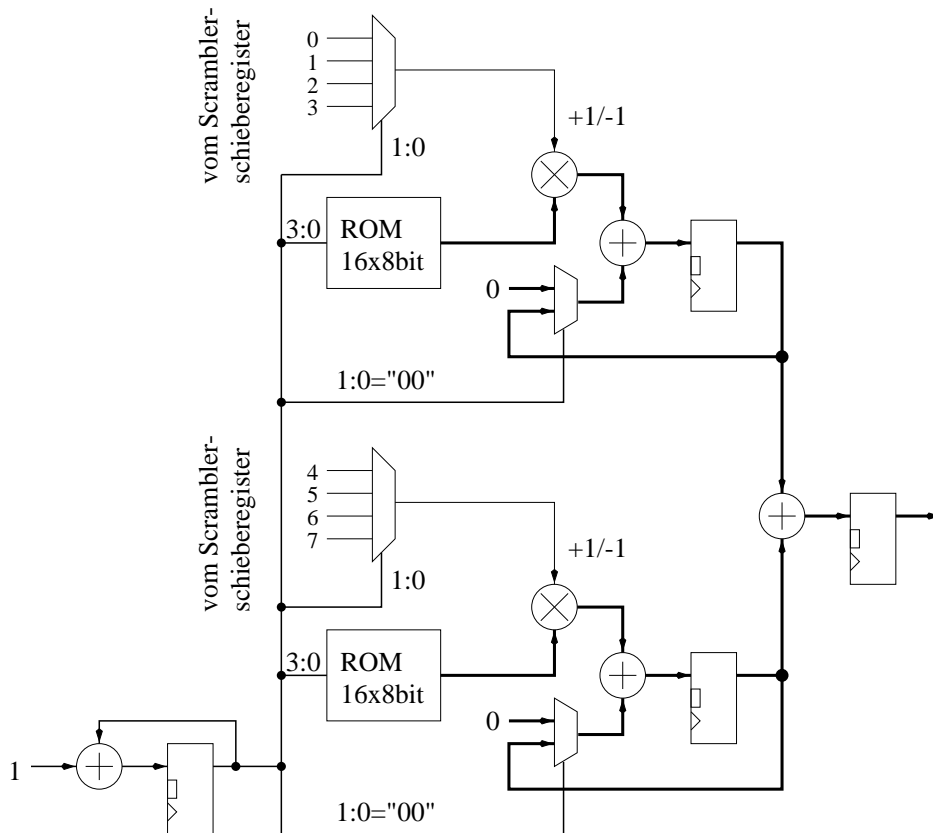 vom Scrambler-
schieberegister
0
1
2
3
1:0
+1/-1
3:0
ROM
16x8bit
0
1:0="00"
vom Scrambler-
schieberegister
4
5
6
7
1:0
+1/-1
3:0
ROM
16x8bit
0
1
1:0="00"